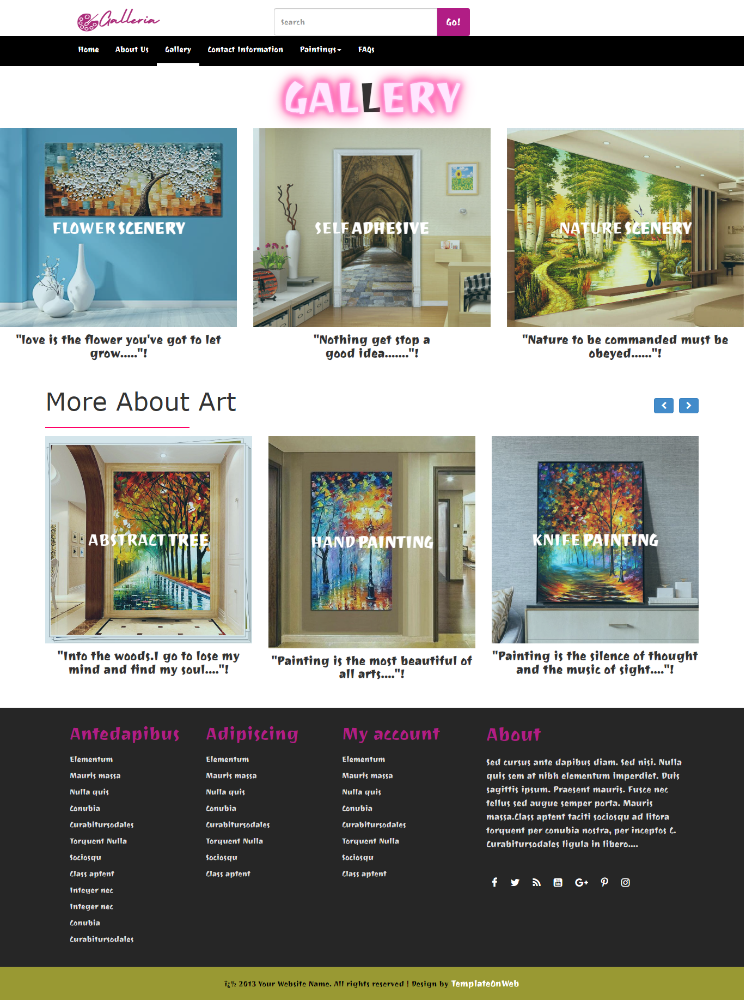 Galleria
Search
Go!
Home
About Us
Gallery
Contact Information
Paintings
FAQs
GALLERY
FLOWER SCENERY
SELF ADHESIVE
NATURE SCENERY
"love is the flower you've got to let
grow....."!
"Nothing get stop a
good idea......."!
"Nature to be commanded must be
obeyed......"!
More About Art
ABSTRACT TREE
HAND PAINTING
KNIFE PAINTING
"Into the woods.I go to lose my
mind and find my soul...."!
"Painting is the most beautiful of
all arts...."!
"Painting is the silence of thought
and the music of sight...."!
Antedapibus
Elementum
Mauris massa
Nulla quis
Conubia
Curabitursodales
Torquent Nulla
Sociosqu
Class aptent
Integer nec
Integer nec
Conubia
Curabitursodales
Adipiscing
Elementum
Mauris massa
Nulla quis
Conubia
Curabitursodales
Torquent Nulla
Sociosqu
Class aptent
My account
Elementum
Mauris massa
Nulla quis
Conubia
Curabitursodales
Torquent Nulla
Sociosqu
Class aptent
About
Sed cursus ante dapibus diam. Sed nisi. Nulla
quis sem at nibh elementum imperdiet. Duis
sagittis ipsum. Praesent mauris. Fusce nec
tellus sed augue semper porta. Mauris
massa.Class aptent taciti sociosqu ad litora
torquent per conubia nostra, per inceptos C.
Curabitursodales ligula in libero....
ï¿½ 2013 Your Website Name. All rights reserved | Design by TemplateOnWeb